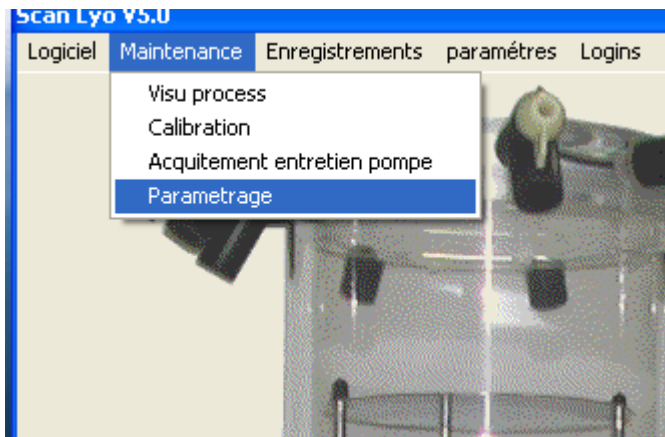 Scan Lyo V5.0
Logiciel Maintenance Enregistrements paramétres Logins
Visu process
Calibration
Acquitement entretien pompe
Parametrage